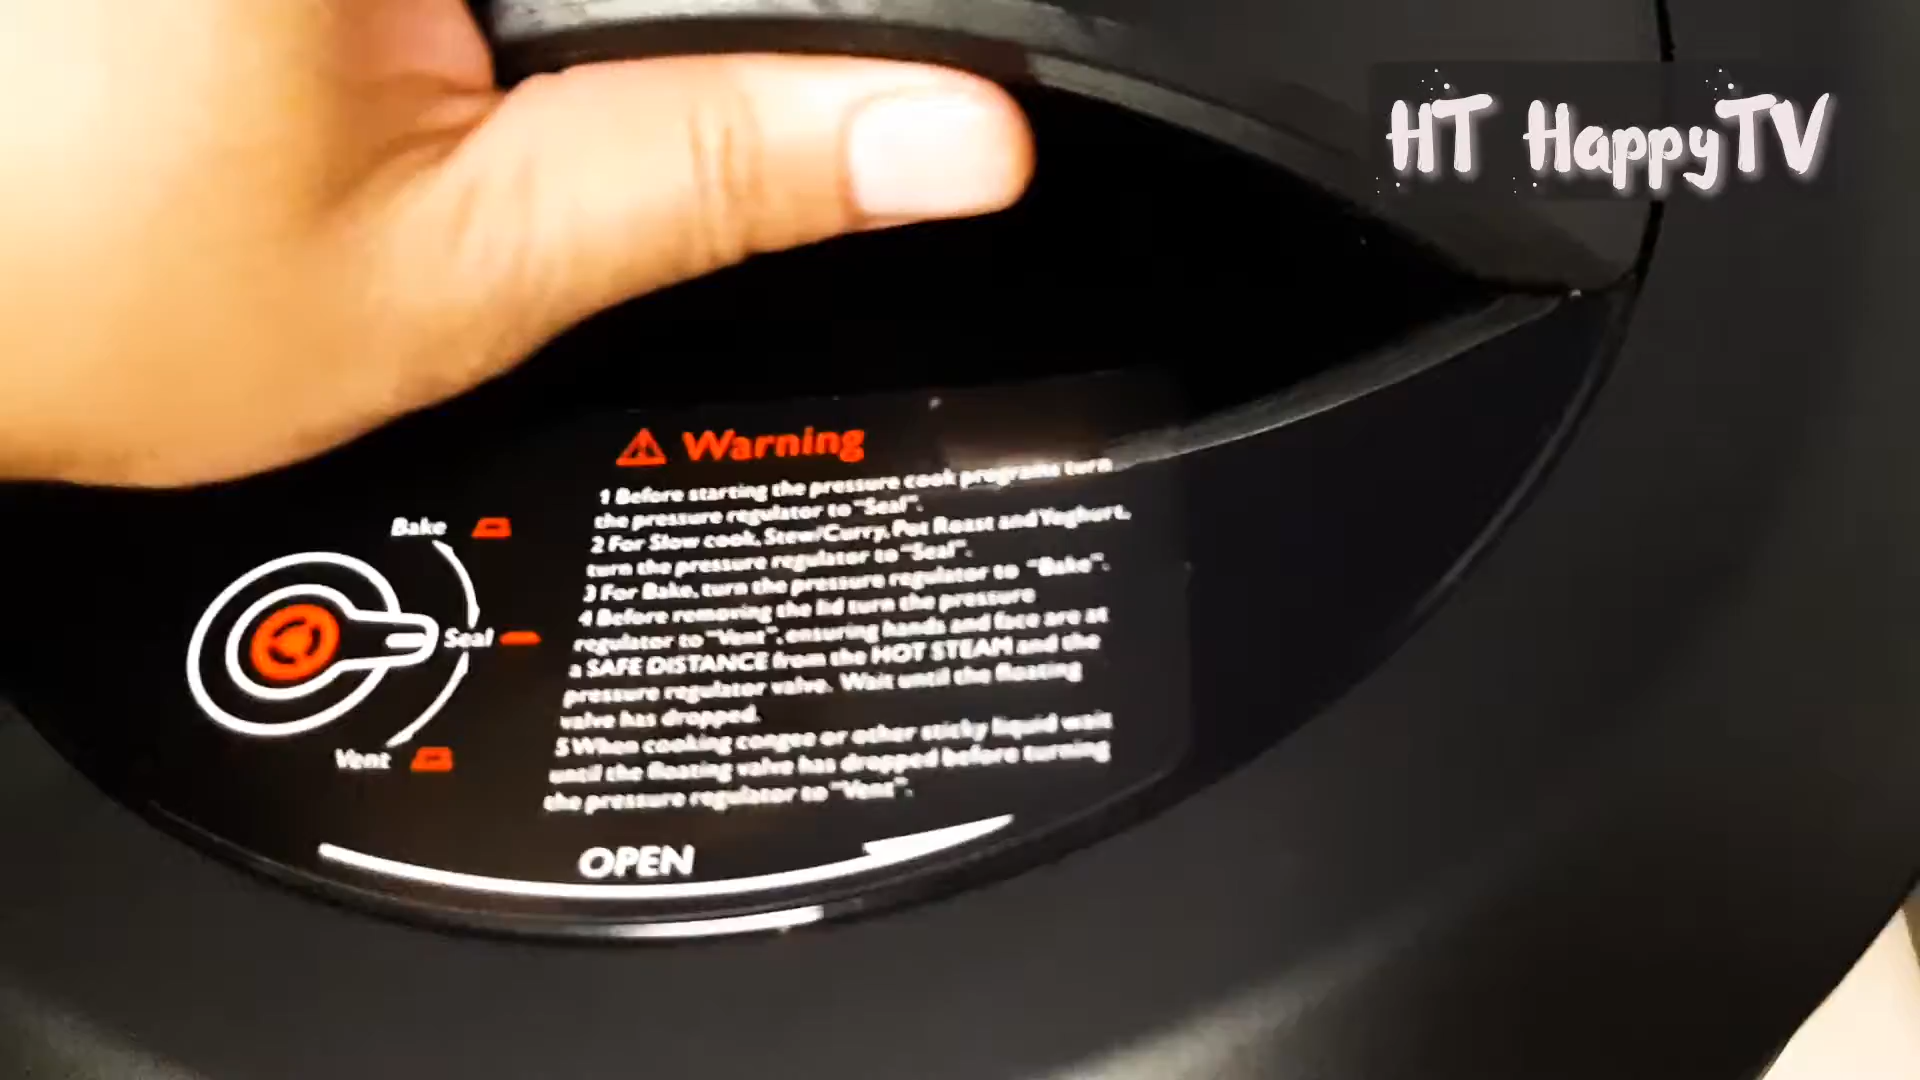 HT HappyTV
Warning
1 Before starting the pressure cook programs turn
the pressure regulator to "Seal".
2 For Slow cook, Stew/Curry, Pot Roast and Yoghurt,
turn the pressure regulator to "Seal".
3 For Bake, turn the pressure regulator to "Bake".
4 Before removing the lid turn the pressure
regulator to "Vent", ensuring hands and face are at
a SAFE DISTANCE from the HOT STEAM and the
pressure regulator valve. Wait until the floating
valve has dropped.
5 When cooking congee or other sticky liquid wait
until the floating valve has dropped before turning
the pressure regulator to "Vent".
Bake
Seal
Vent
OPEN